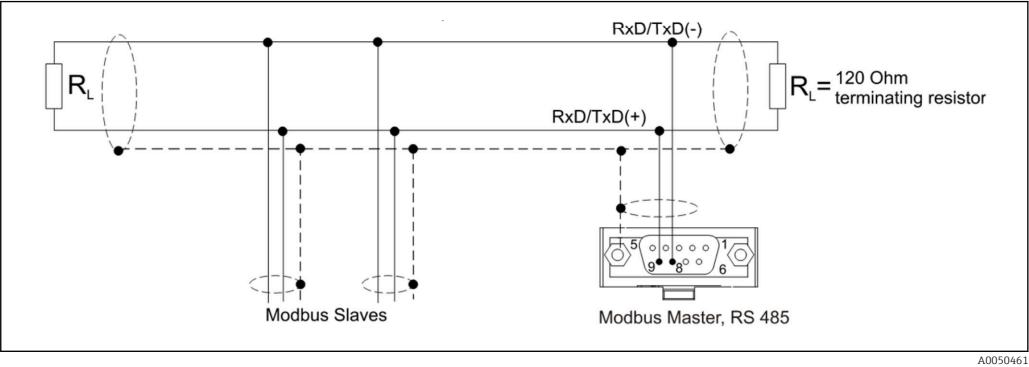 RxD/TxD(-)
RL
RL= 120 Ohm
terminating resistor
RxD/TxD(+)
5 1
9 8 6
Modbus Slaves
Modbus Master, RS 485
A0050461